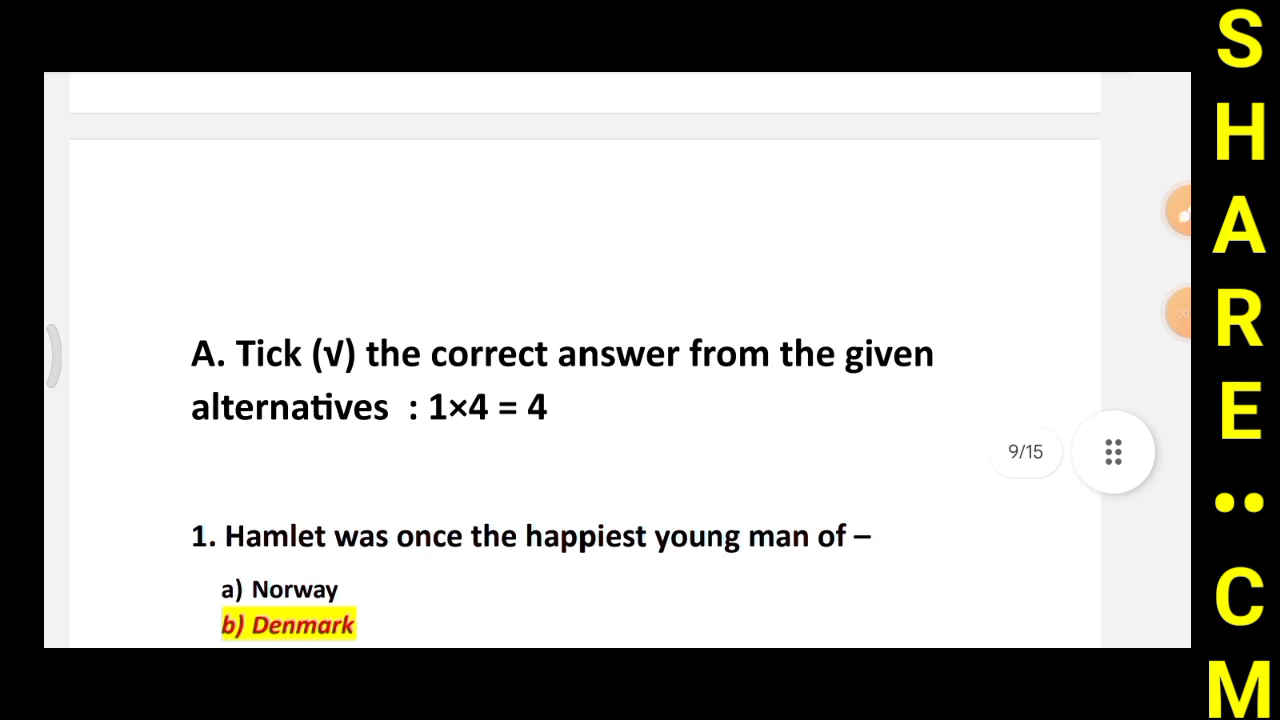 A. Tick (√) the correct answer from the given
alternatives : 1×4 = 4
9/15
1. Hamlet was once the happiest young man of –
a) Norway
b) Denmark
S
H
A
R
E
••
C
M